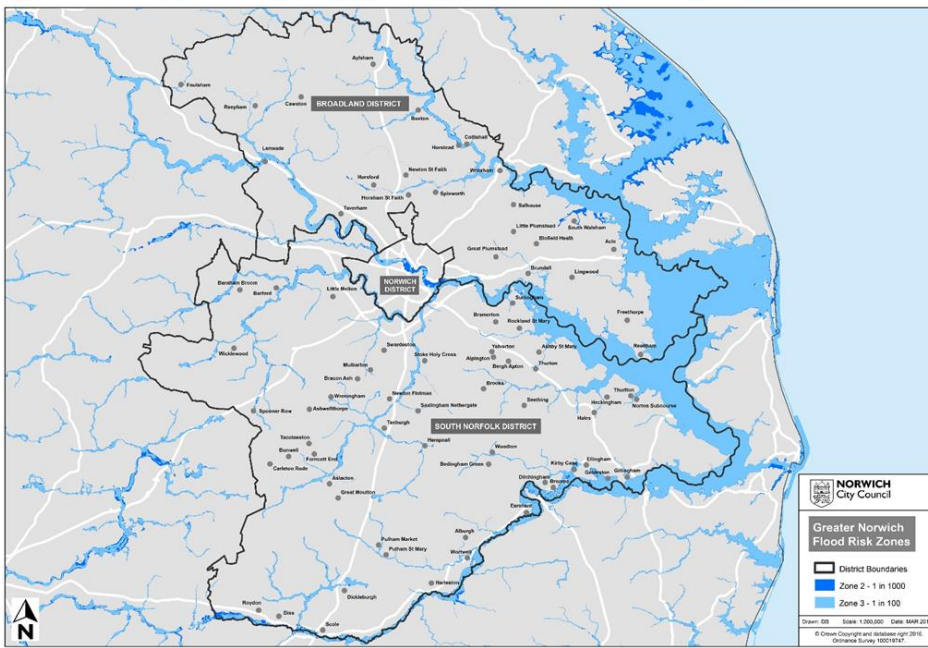 Foulsham
Aylsham
Reepham
Cawston
BROADLAND DISTRICT
Buxton
Coltishall
Horstead
Lenwade
Wroxham
Newton St Faith
Horsford
Horsham St Faith
Spixworth
Salhouse
Taverham
Little Plumstead
South Walsham
Blofield Heath
Great Plumstead
Acle
Brundall
Lingwood
Barnham Broom
Barford
Little Melton
NORWICH
DISTRICT
Surlingham
Bramerton
Rockland St Mary
Freethorpe
Wicklewood
Swardeston
Stoke Holy Cross
Yelverton
Ashby St Mary
Reedham
Alpington
Bergh Apton
Thurton
Mulbarton
Bracon Ash
Brooke
Wreningham
Newton Flotman
Seething
Thurlton
Heckingham
Norton Subcourse
Hales
Spooner Row
Ashwellthorpe
Saxlingham Nethergate
Tasburgh
SOUTH NORFOLK DISTRICT
Tacolneston
Hempnall
Bunwell
Forncett End
Woodton
Carleton Rode
Bedingham Green
Kirby Cane
Ellingham
Geldeston
Gillingham
Ditchingham
Broome
Aslacton
Great Moulton
Earsham
Alburgh
Pulham Market
Pulham St Mary
Wortwell
Harleston
Dickleburgh
Roydon
Diss
Scole
N
NORWICH
City Council
Greater Norwich
Flood Risk Zones
District Boundaries
Zone 2 - 1 in 1000
Zone 3 - 1 in 100
Scale: 1:200,000
Date: MAR 201
© Crown Copyright and database right 2016.
Ordnance Survey 100019747.